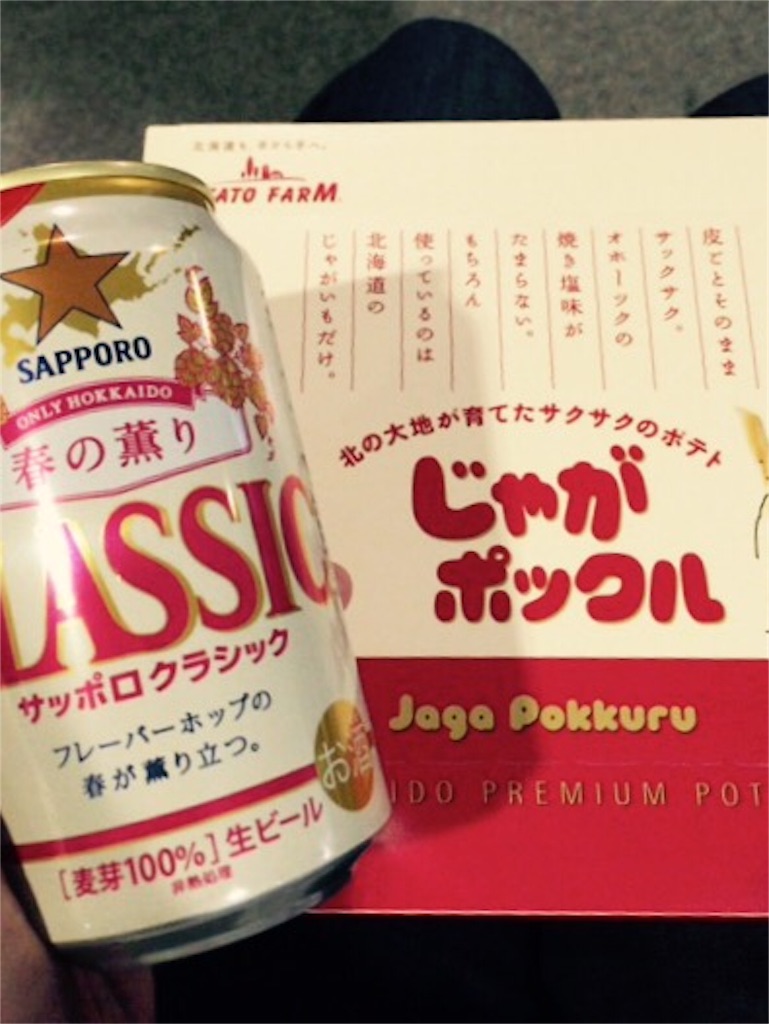 SAPPORO
ONLY HOKKAIDO
春の薫り
LASSIC
サッポロクラシック
フレーバーホップの
春が薫り立つ。
お酒
[麦芽100%]生ビール
非熱処理
ATO FARM
皮ごとそのまま
サックサク。
オホーツクの
焼き塩味が
たまらない。
もちろん
使っているのは
北海道の
じゃがいもだけ。
北の大地が育てたサクサクのポテト
じゃが
ポックル
Jaga Pokkuru
IDO PREMIUM POT